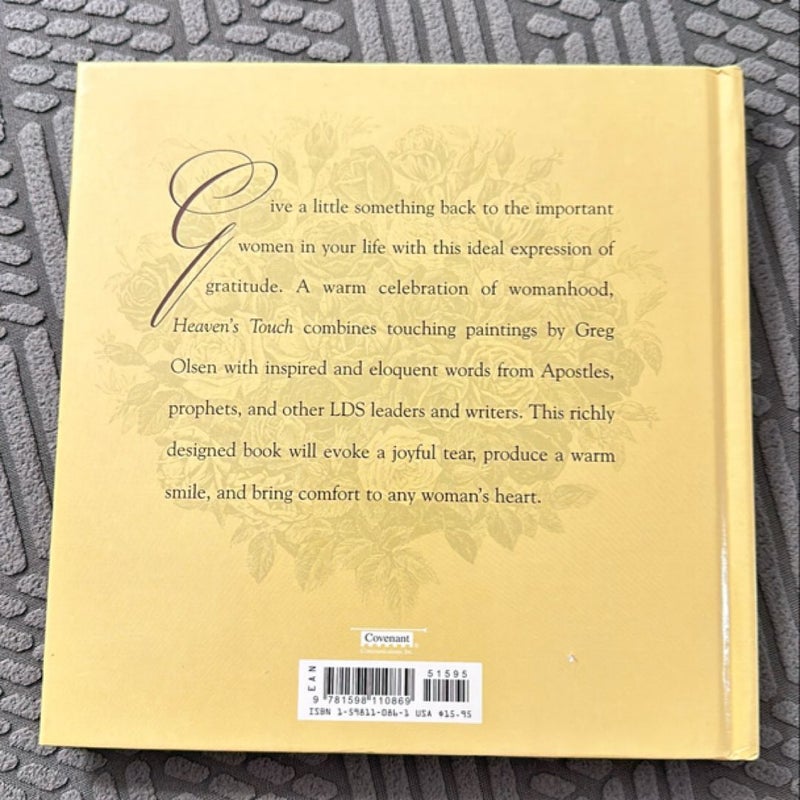 Give a little something back to the important
women in your life with this ideal expression of
gratitude. A warm celebration of womanhood,
Heaven's Touch combines touching paintings by Greg
Olsen with inspired and eloquent words from Apostles,
prophets, and other LDS leaders and writers. This richly
designed book will evoke a joyful tear, produce a warm
smile, and bring comfort to any woman's heart.
Covenant
Communications, Inc.
EAN
51595
9 781598 110869
ISBN 1-59811-086-1 USA $15.95